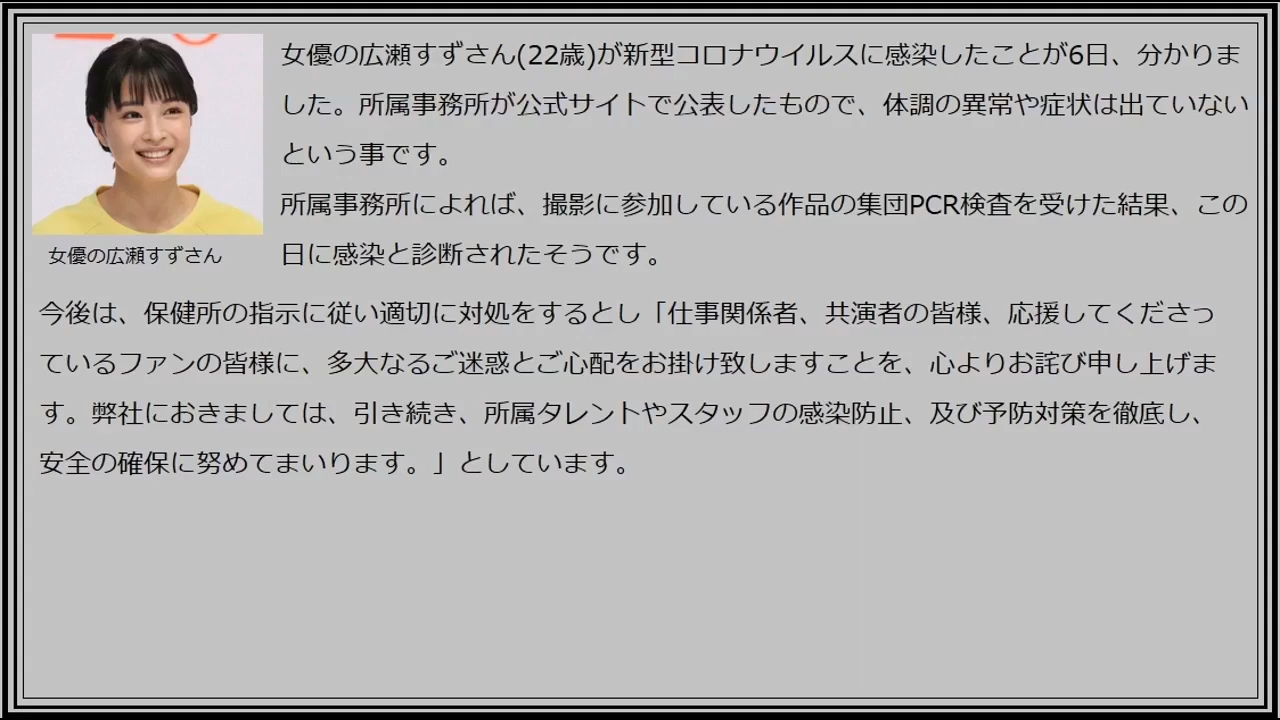 女優の広瀬すずさん(22歳)が新型コロナウイルスに感染したことが6日、分かりま
した。所属事務所が公式サイトで公表したもので、体調の異常や症状は出ていない
という事です。
所属事務所によれば、撮影に参加している作品の集団PCR検査を受けた結果、この
日に感染と診断されたそうです。
女優の広瀬すずさん
今後は、保健所の指示に従い適切に対処をするとし「仕事関係者、共演者の皆様、応援してくださっ
ているファンの皆様に、多大なるご迷惑とご心配をお掛け致しますことを、心よりお詫び申し上げま
す。弊社におきましては、引き続き、所属タレントやスタッフの感染防止、及び予防対策を徹底し、
安全の確保に努めてまいります。」としています。